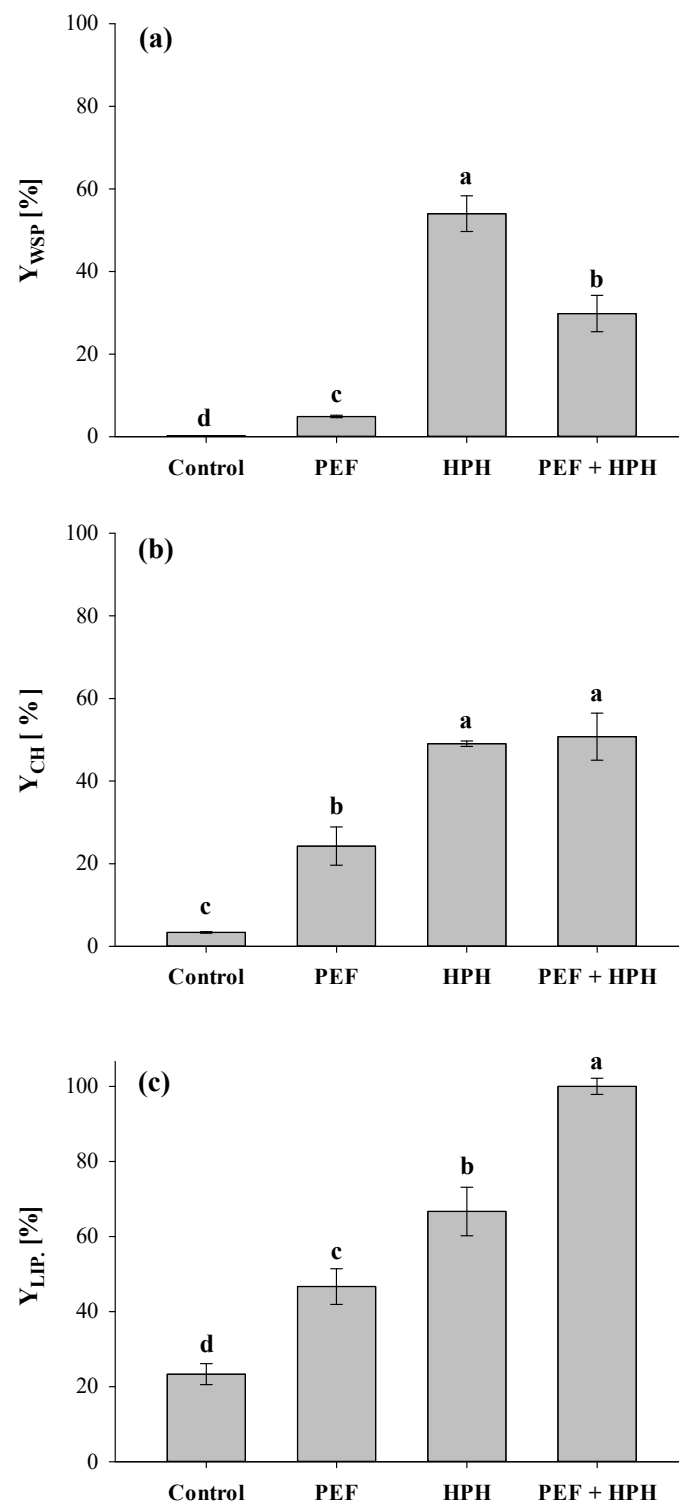 (a)
100
80
60
40
20
0
Y_WSP [%]
d
c
a
b
Control PEF HPH PEF + HPH
(b)
100
80
60
40
20
0
Y_CH [ %]
c
b
a
a
Control PEF HPH PEF + HPH
(c)
100
80
60
40
20
0
Y_LIP. [%]
d
c
b
a
Control PEF HPH PEF + HPH